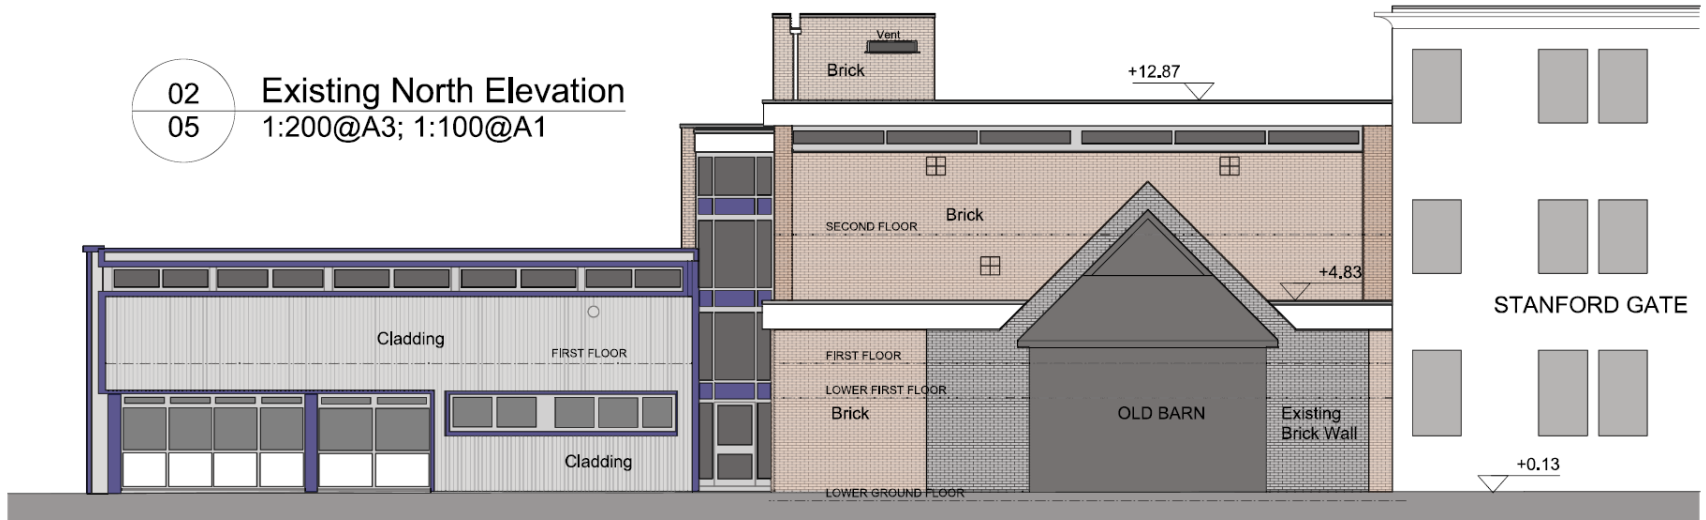 02
05
Existing North Elevation
1:200@A3; 1:100@A1
Vent
Brick
+12.87
SECOND FLOOR
Brick
+4.83
STANFORD GATE
Cladding
FIRST FLOOR
FIRST FLOOR
LOWER FIRST FLOOR
Brick
OLD BARN
Existing
Brick Wall
Cladding
+0.13
LOWER GROUND FLOOR